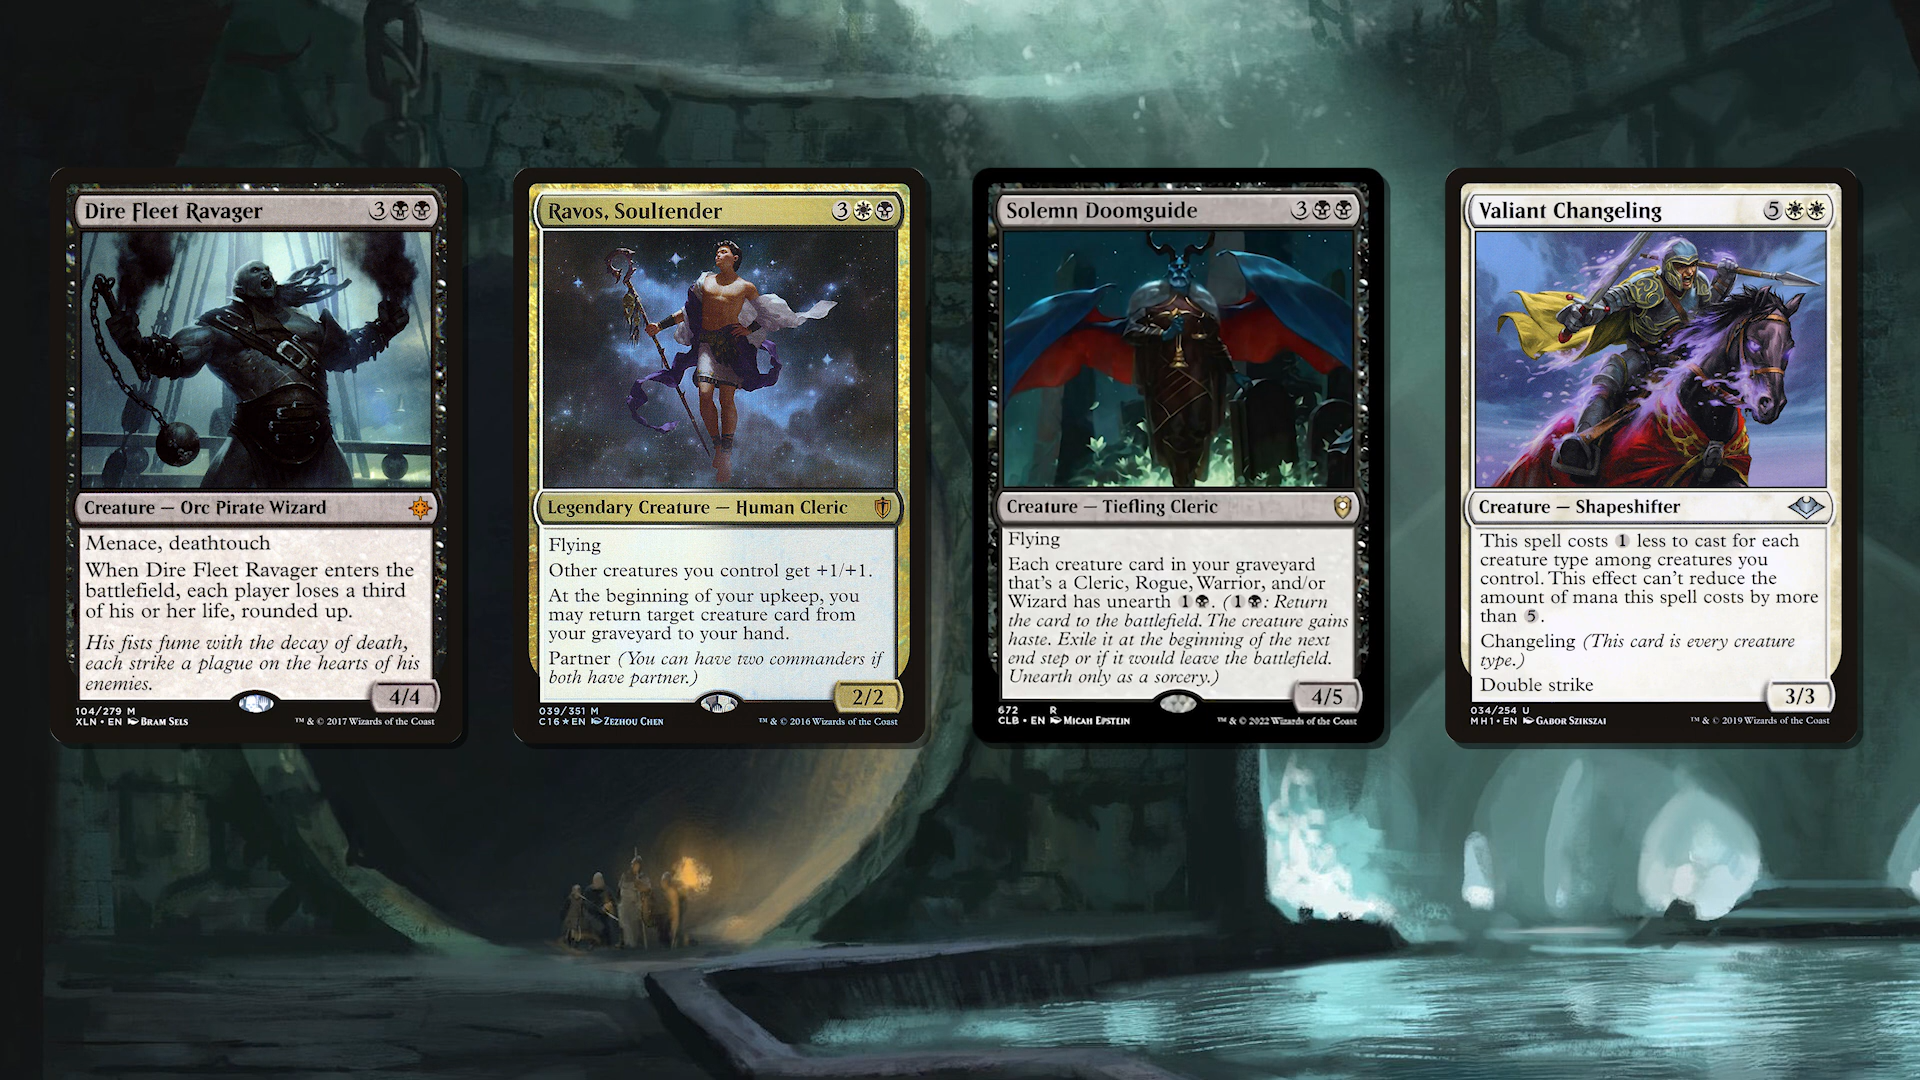 Dire Fleet Ravager 3
Creature — Orc Pirate Wizard
Menace, deathtouch
When Dire Fleet Ravager enters the
battlefield, each player loses a third
of his or her life, rounded up.
His fists fume with the decay of death,
each strike a plague on the hearts of his
enemies.
4/4
104/279 M
XLN • EN Bram Sels
™ & © 2017 Wizards of the Coast
Ravos, Soultender 3
Legendary Creature — Human Cleric
Flying
Other creatures you control get +1/+1.
At the beginning of your upkeep, you
may return target creature card from
your graveyard to your hand.
Partner (You can have two commanders if
both have partner.)
2/2
039/351 M
C16★EN Zezhou Chen
™ & © 2016 Wizards of the Coast
Solemn Doomguide 3
Creature — Tiefling Cleric
Flying
Each creature card in your graveyard
that's a Cleric, Rogue, Warrior, and/or
Wizard has unearth 1. (1: Return
the card to the battlefield. The creature gains
haste. Exile it at the beginning of the next
end step or if it would leave the battlefield.
Unearth only as a sorcery.)
4/5
672 R
CLB • EN Micah Epstein
™ & © 2022 Wizards of the Coast
Valiant Changeling 5
Creature — Shapeshifter
This spell costs 1 less to cast for each
creature type among creatures you
control. This effect can't reduce the
amount of mana this spell costs by more
than 5.
Changeling (This card is every creature
type.)
Double strike
3/3
034/254 U
MH1 • EN Gabor Szikszai
™ & © 2019 Wizards of the Coast